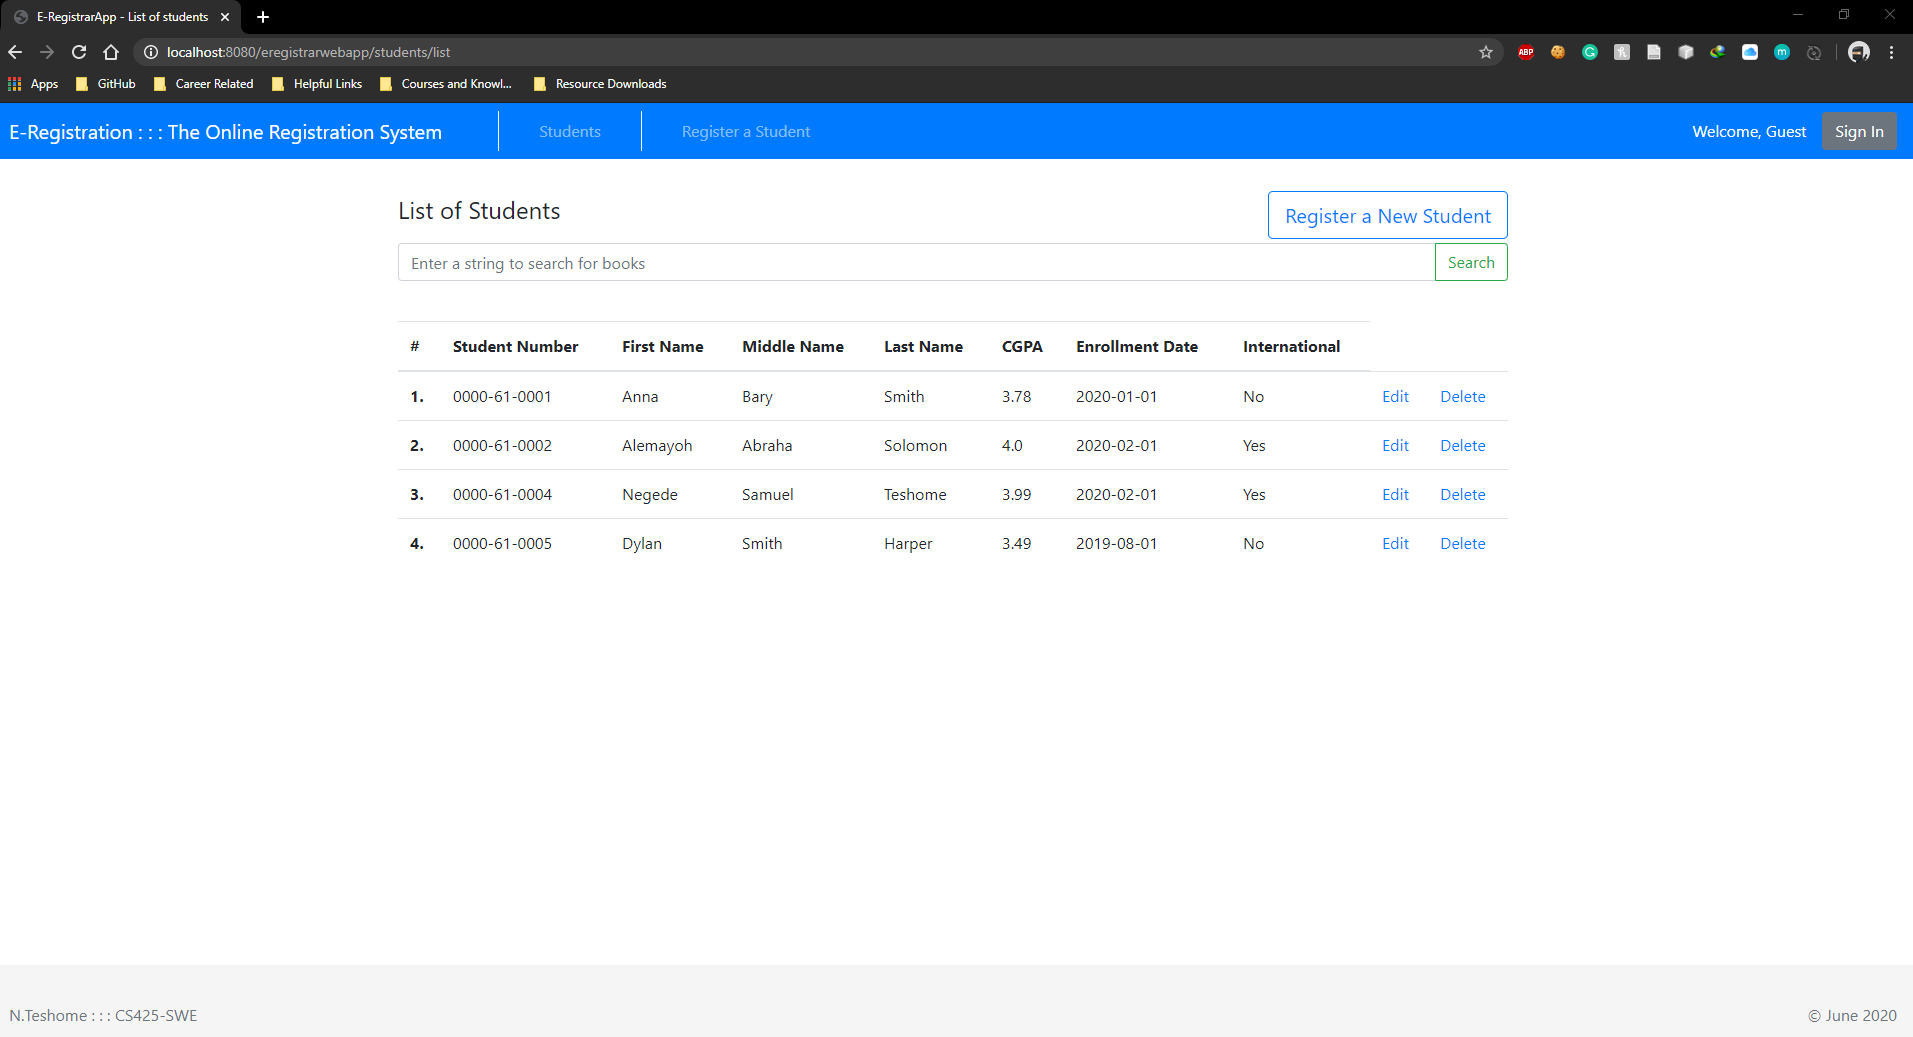 E-RegistrarApp - List of students
localhost:8080/eregistrarwebapp/students/list
ABP
m
Apps GitHub Career Related Helpful Links Courses and Knowl... Resource Downloads
E-Registration : : : The Online Registration System Students Register a Student Welcome, Guest Sign In
List of Students Register a New Student
Enter a string to search for books Search
# Student Number First Name Middle Name Last Name CGPA Enrollment Date International
1. 0000-61-0001 Anna Bary Smith 3.78 2020-01-01 No Edit Delete
2. 0000-61-0002 Alemayoh Abraha Solomon 4.0 2020-02-01 Yes Edit Delete
3. 0000-61-0004 Negede Samuel Teshome 3.99 2020-02-01 Yes Edit Delete
4. 0000-61-0005 Dylan Smith Harper 3.49 2019-08-01 No Edit Delete
N.Teshome : : : CS425-SWE © June 2020